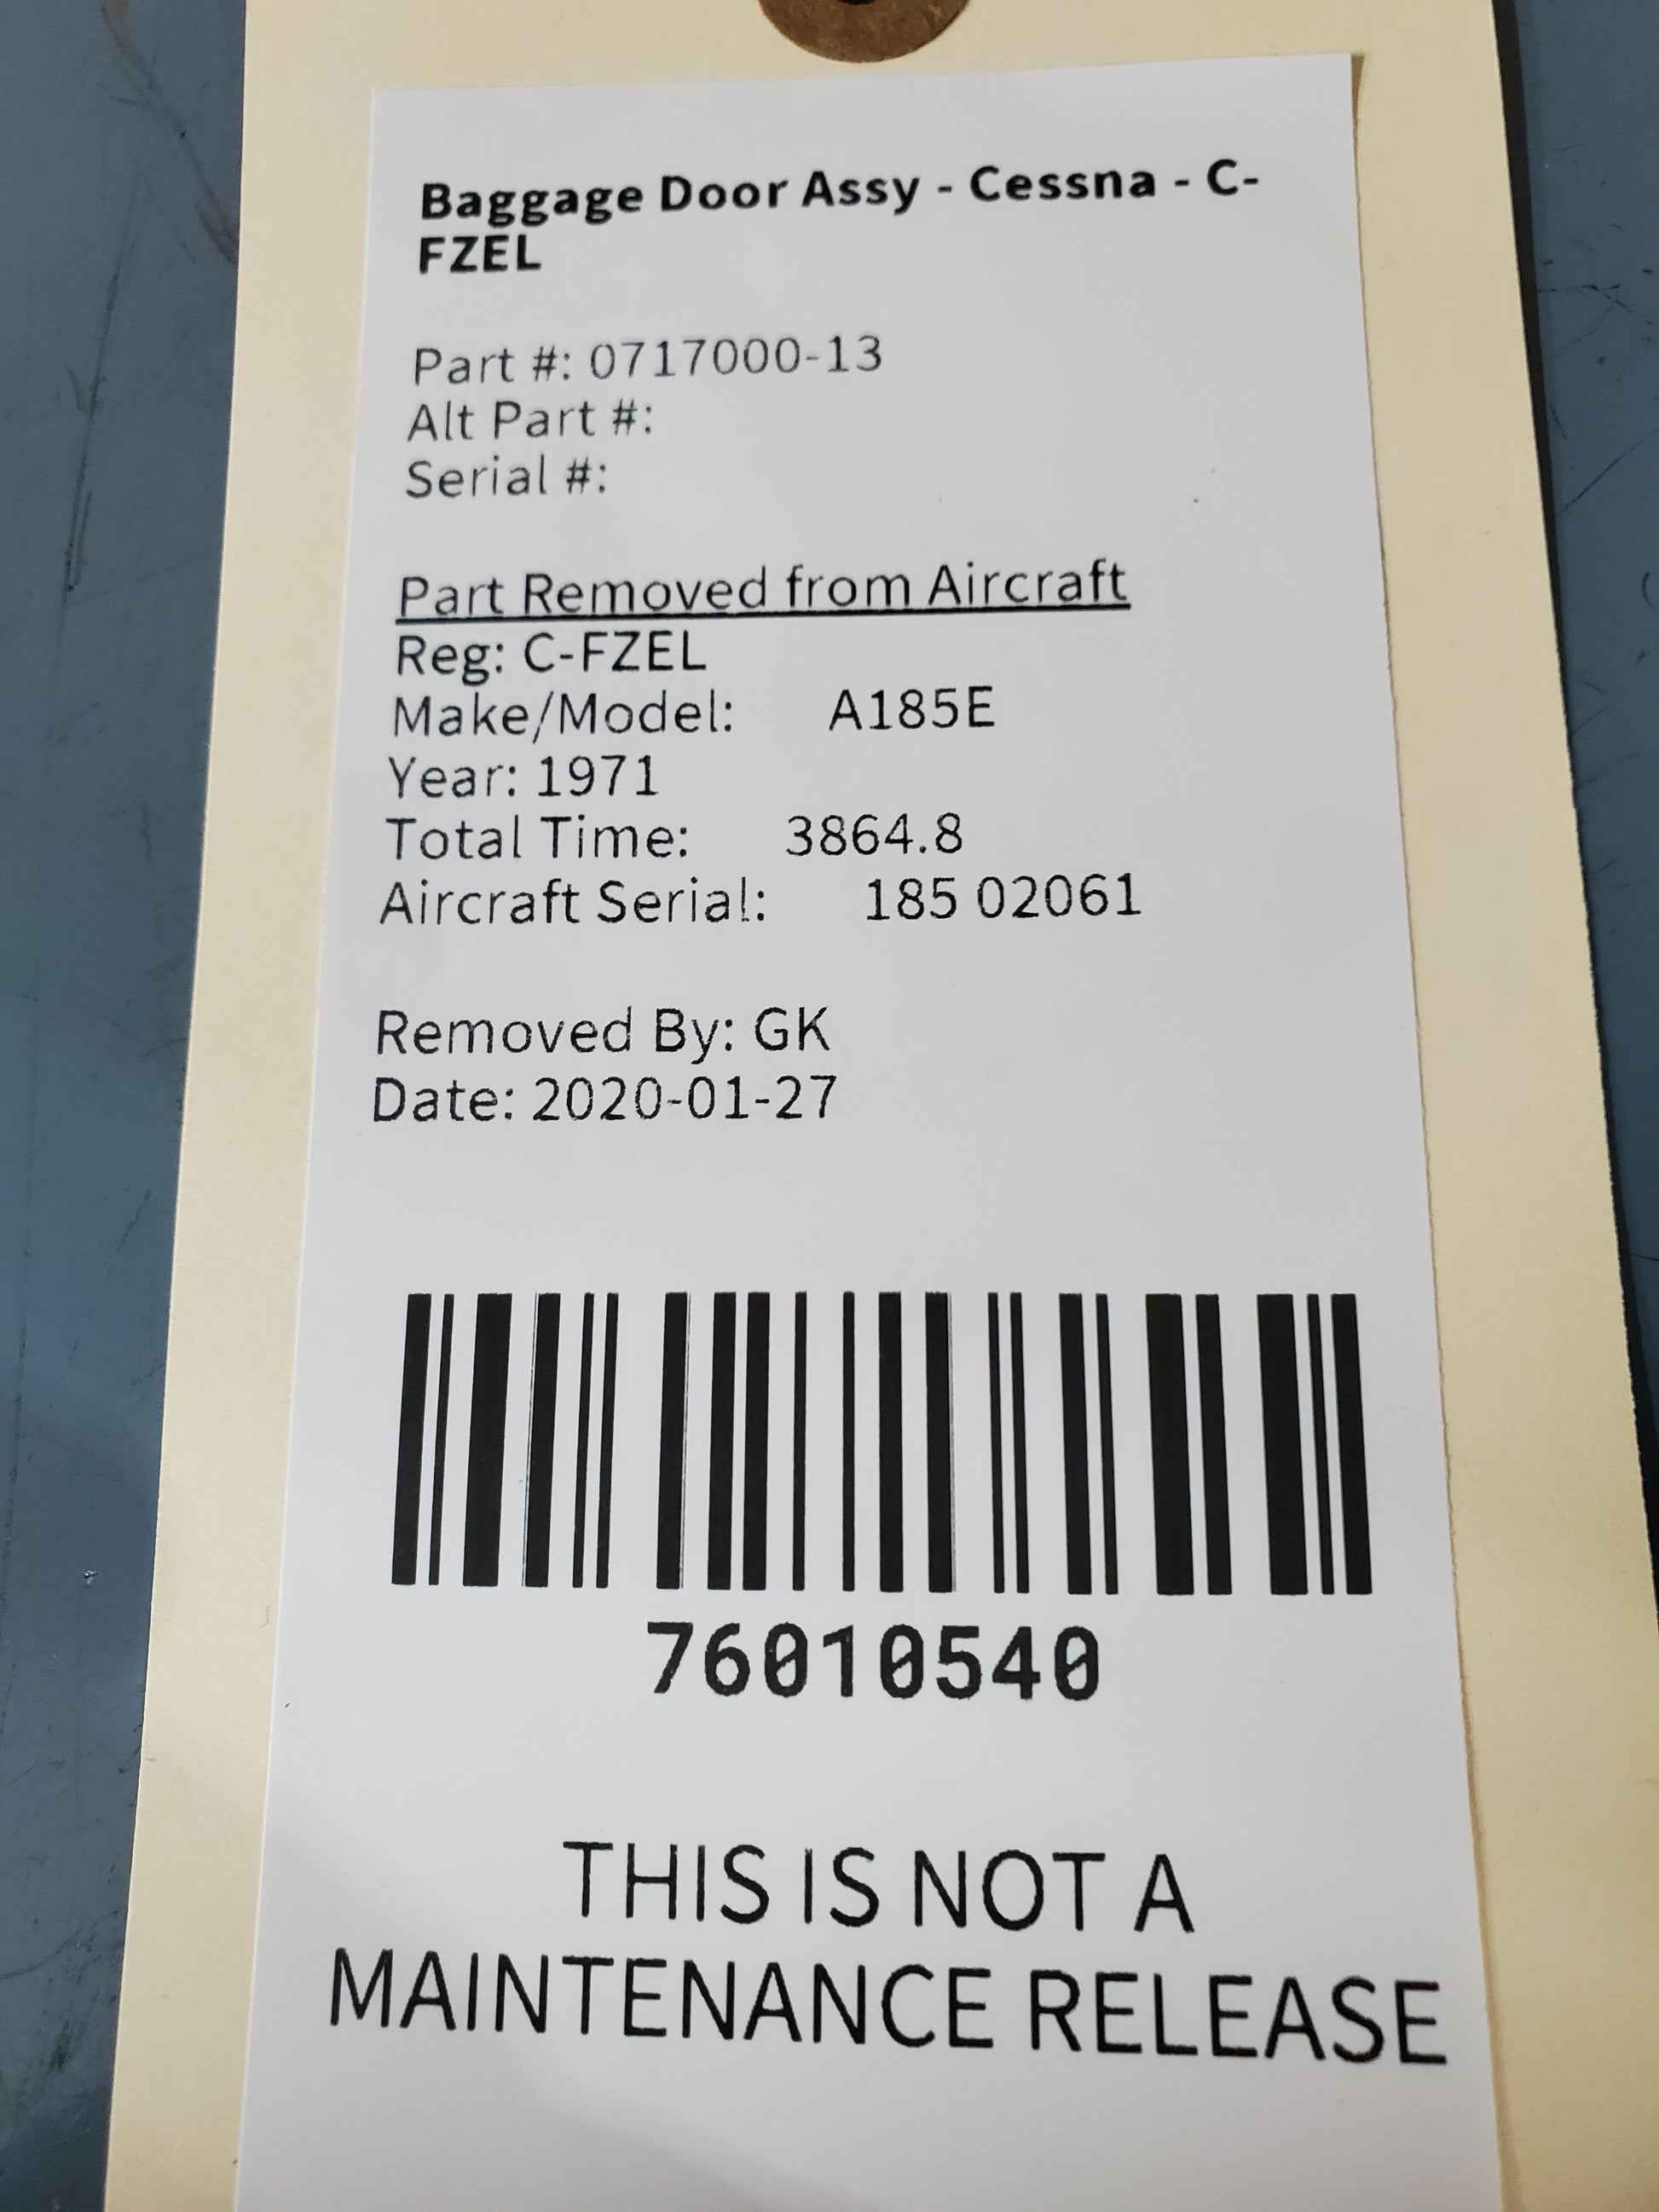 Baggage Door Assy - Cessna - C-
FZEL
Part #: 0717000-13
Alt Part #:
Serial #:
Part Removed from Aircraft
Reg: C-FZEL
Make/Model: A185E
Year: 1971
Total Time: 3864.8
Aircraft Serial: 185 02061
Removed By: GK
Date: 2020-01-27
76010540
THIS IS NOT A
MAINTENANCE RELEASE